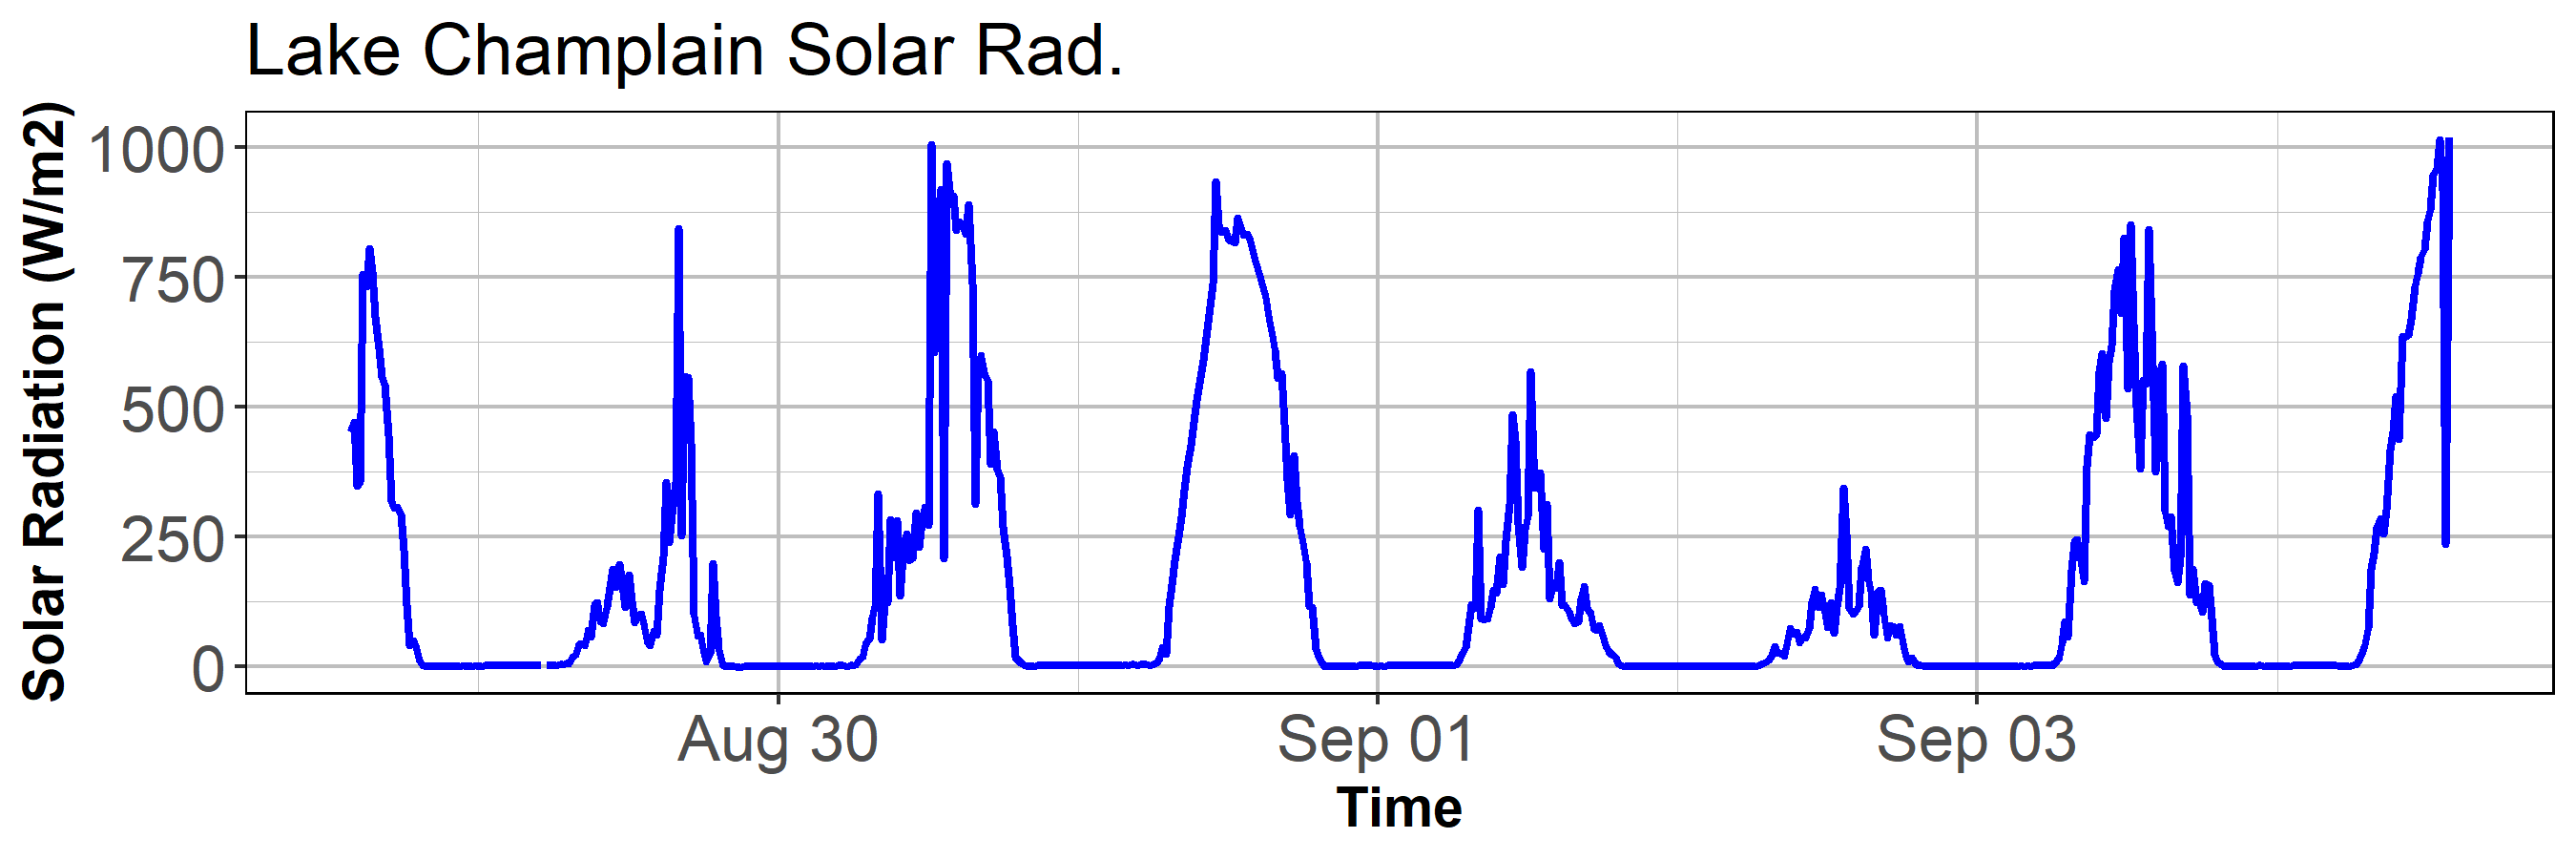 Lake Champlain Solar Rad.
Solar Radiation (W/m2)
1000
750
500
250
0
Aug 30 Sep 01 Sep 03
Time